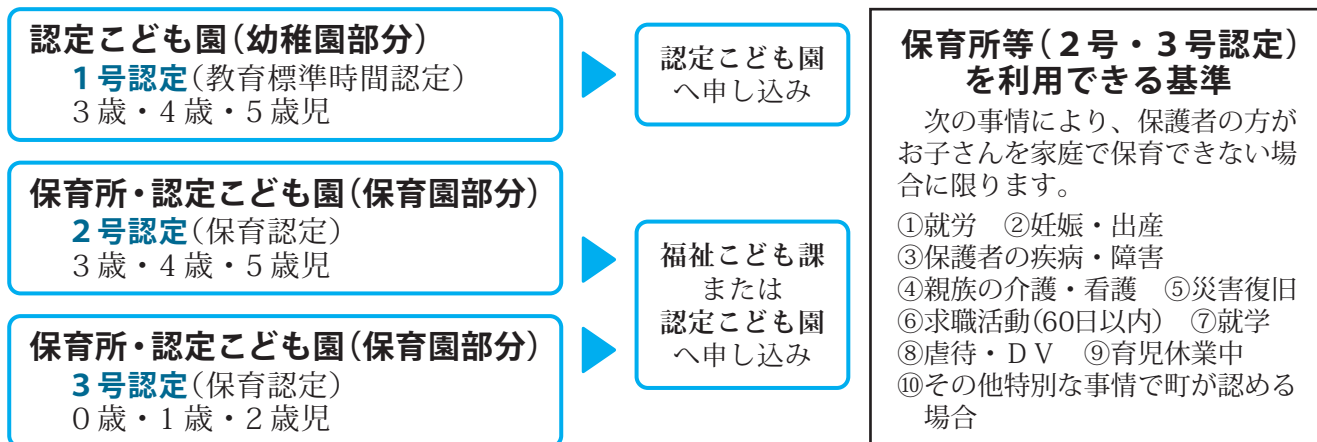 認定こども園(幼稚園部分)
1号認定(教育標準時間認定)
3歳・4歳・5歳児
認定こども園
へ申し込み
保育所・認定こども園(保育園部分)
2号認定(保育認定)
3歳・4歳・5歳児
保育所・認定こども園(保育園部分)
3号認定(保育認定)
0歳・1歳・2歳児
福祉こども課
または
認定こども園
へ申し込み
保育所等(2号・3号認定)
を利用できる基準
次の事情により、保護者の方が
お子さんを家庭で保育できない場
合に限ります。
①就労 ②妊娠・出産
③保護者の疾病・障害
④親族の介護・看護 ⑤災害復旧
⑥求職活動(60日以内) ⑦就学
⑧虐待・DV ⑨育児休業中
⑩その他特別な事情で町が認める
場合